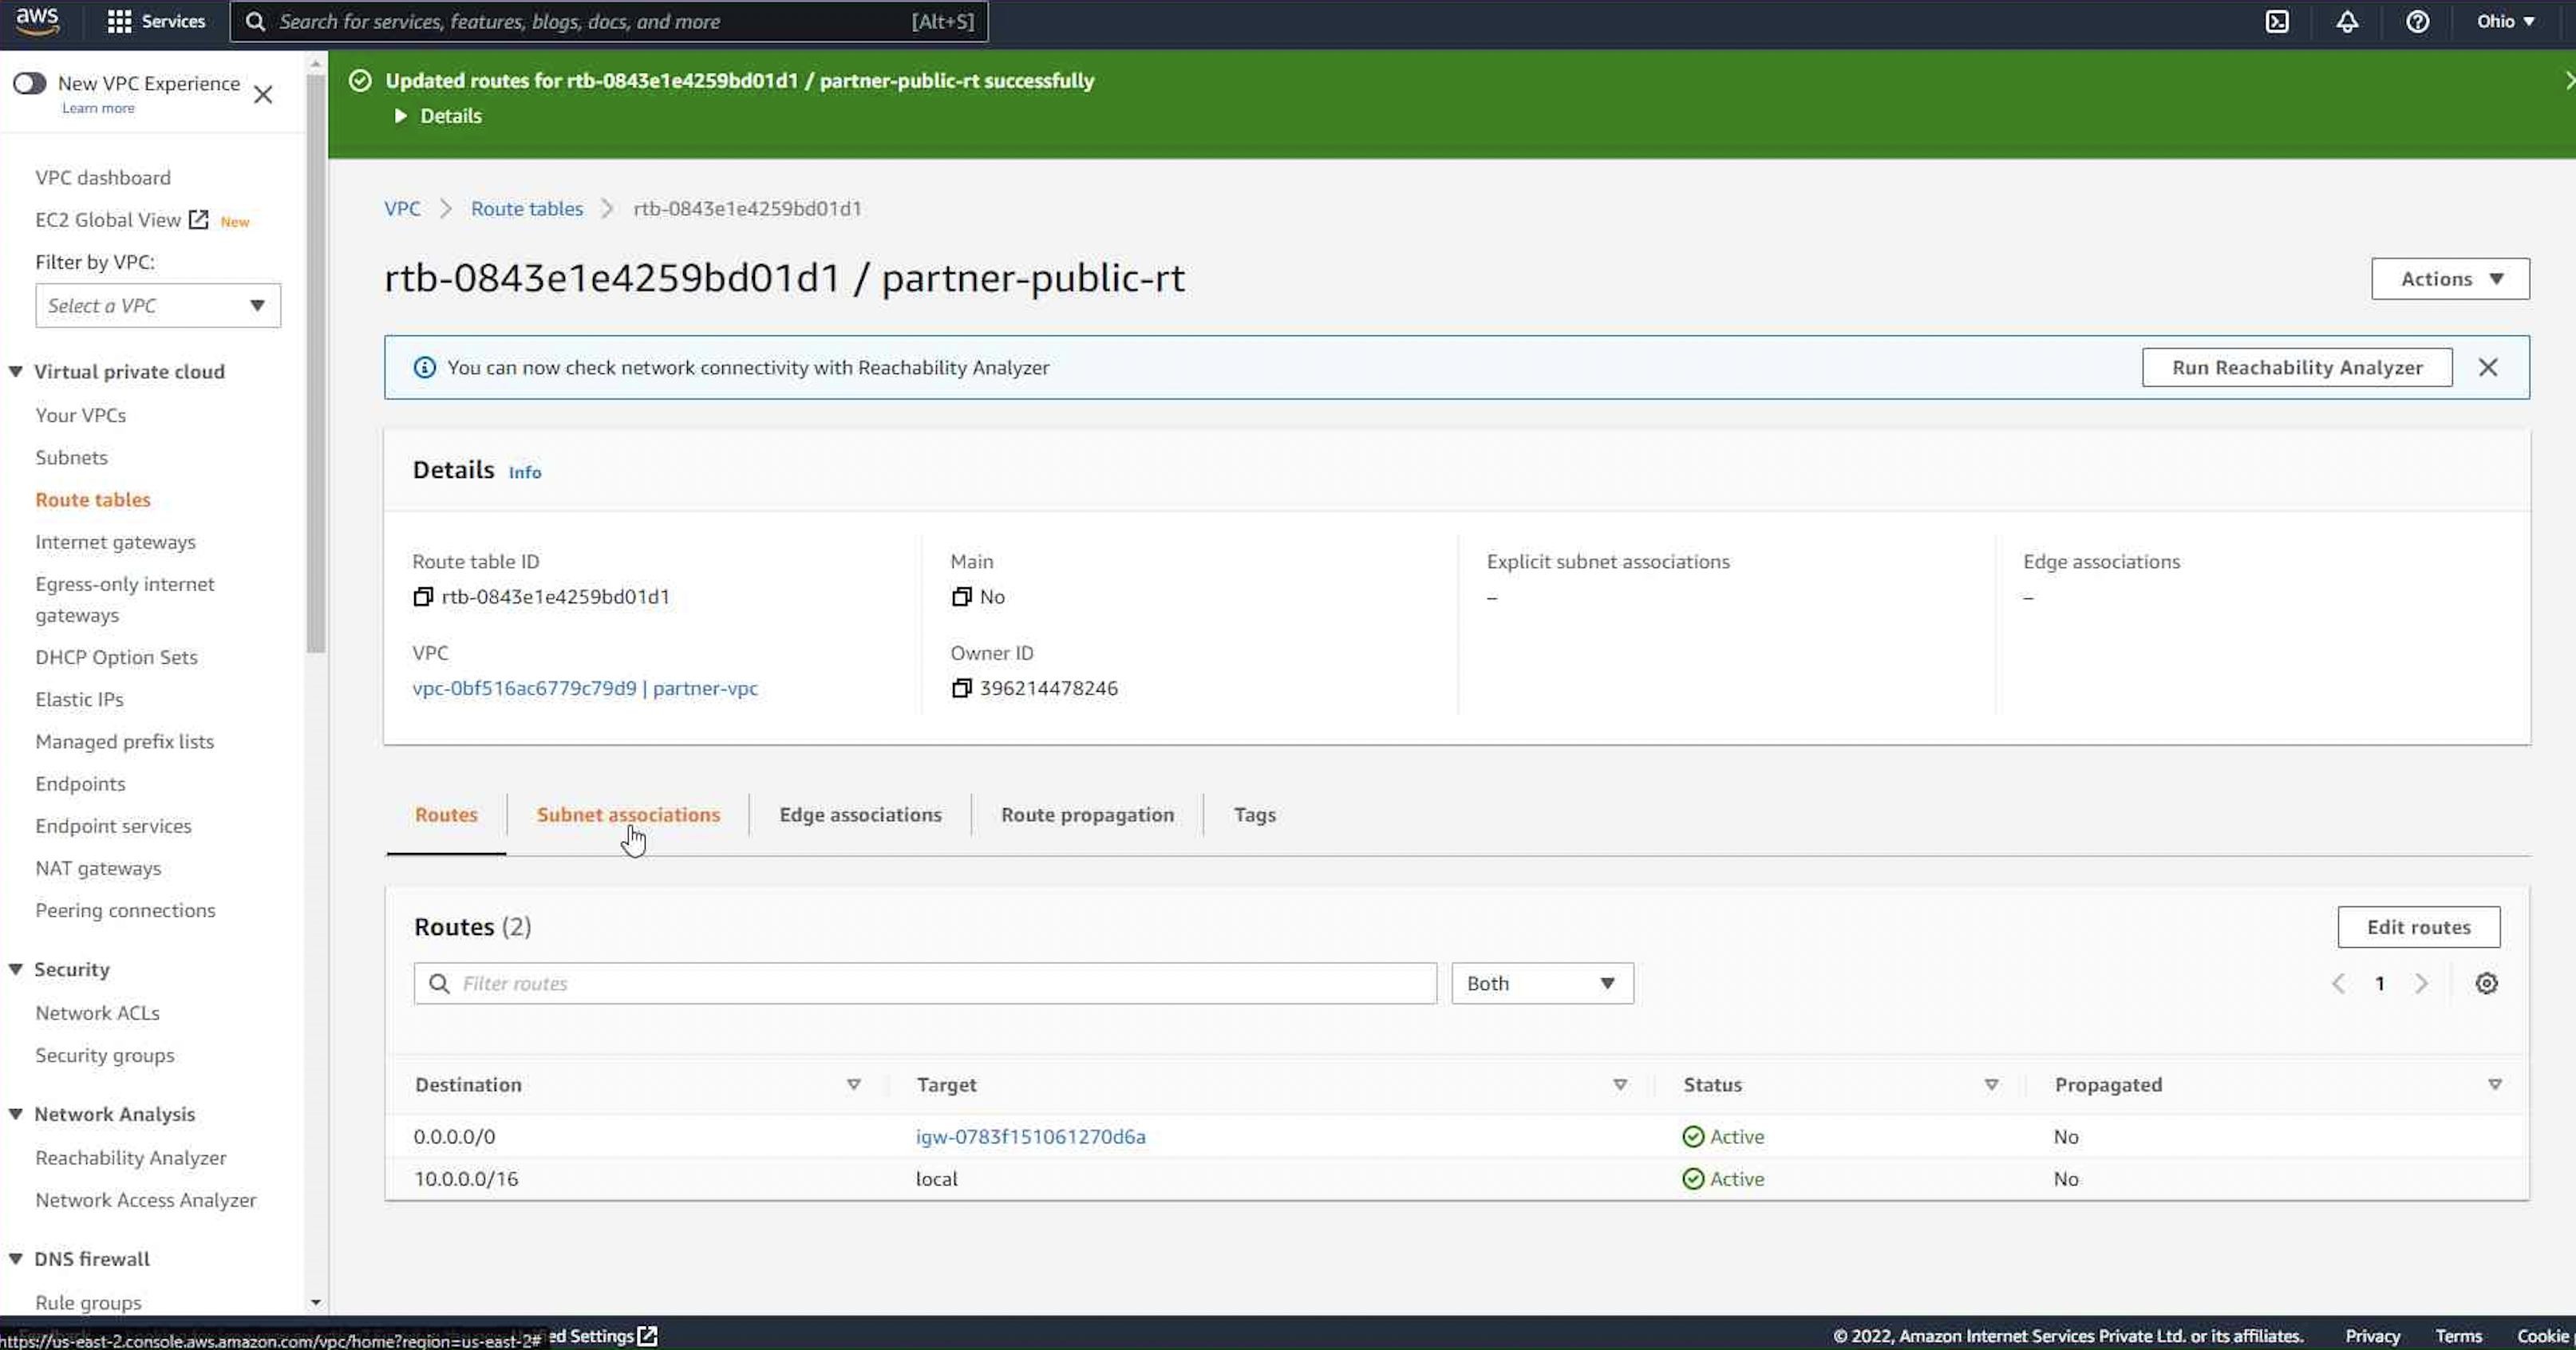 aws
Services
Search for services, features, blogs, docs, and more [Alt+S]
Ohio
New VPC Experience
Learn more
VPC dashboard
EC2 Global View New
Filter by VPC:
Select a VPC
Virtual private cloud
Your VPCs
Subnets
Route tables
Internet gateways
Egress-only internet
gateways
DHCP Option Sets
Elastic IPs
Managed prefix lists
Endpoints
Endpoint services
NAT gateways
Peering connections
Security
Network ACLs
Security groups
Network Analysis
Reachability Analyzer
Network Access Analyzer
DNS firewall
Rule groups
Updated routes for rtb-0843e1e4259bd01d1 / partner-public-rt successfully
Details
VPC > Route tables > rtb-0843e1e4259bd01d1
rtb-0843e1e4259bd01d1 / partner-public-rt
Actions
You can now check network connectivity with Reachability Analyzer
Run Reachability Analyzer
Details Info
Route table ID
rtb-0843e1e4259bd01d1
Main
No
Explicit subnet associations
–
Edge associations
–
VPC
vpc-0bf516ac6779c79d9 | partner-vpc
Owner ID
396214478246
Routes Subnet associations Edge associations Route propagation Tags
Routes (2)
Edit routes
Filter routes
Both
1
Destination Target Status Propagated
0.0.0.0/0 igw-0783f151061270d6a Active No
10.0.0.0/16 local Active No
https://us-east-2.console.aws.amazon.com/vpc/home?region=us-east-2#
ed Settings
© 2022, Amazon Internet Services Private Ltd. or its affiliates. Privacy Terms Cookie